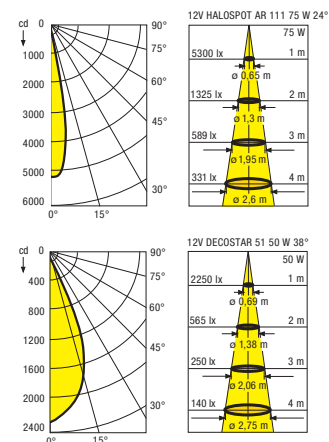 cd 0 90°
1000 75°
2000 60°
3000
4000 45°
5000
6000 30°
0° 15°
12V HALOSPOT AR 111 75 W 24°
75 W
5300 lx 1 m
ø 0,65 m
1325 lx 2 m
ø 1,3 m
589 lx 3 m
ø 1,95 m
331 lx 4 m
ø 2,6 m
cd 0 90°
400 75°
800 60°
1200
1600 45°
2000
2400 30°
0° 15°
12V DECOSTAR 51 50 W 38°
50 W
2250 lx 1 m
ø 0,69 m
565 lx 2 m
ø 1,38 m
250 lx 3 m
ø 2,06 m
140 lx 4 m
ø 2,75 m